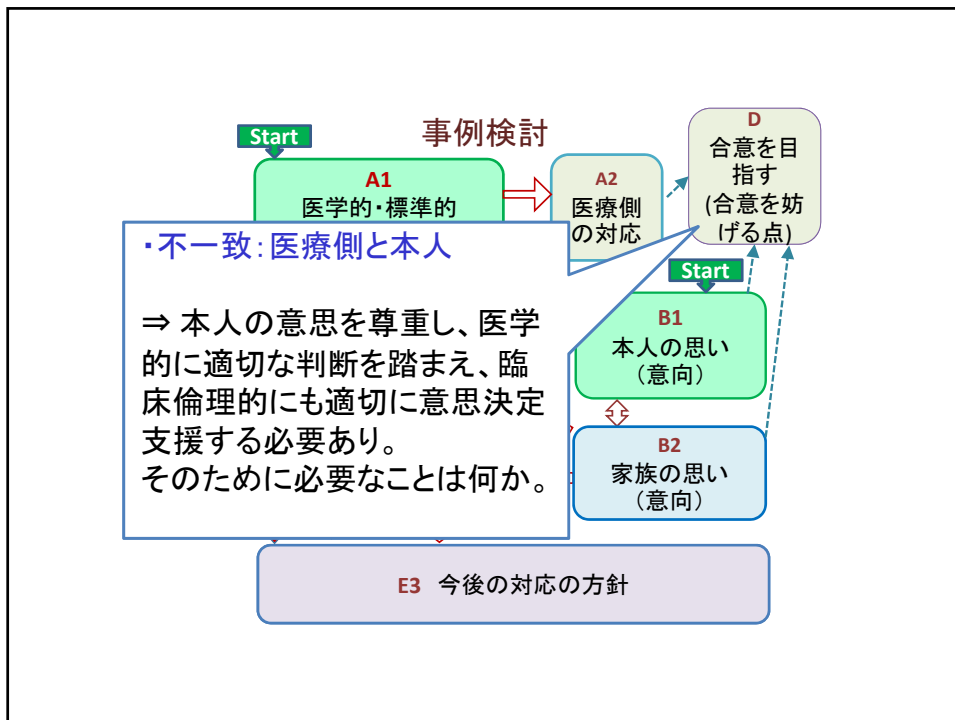 事例検討
Start
A1
医学的・標準的
A2
医療側
の対応
D
合意を目
指す
(合意を妨
げる点)
・不一致：医療側と本人
⇒ 本人の意思を尊重し、医学
的に適切な判断を踏まえ、臨
床倫理的にも適切に意思決定
支援する必要あり。
そのために必要なことは何か。
Start
B1
本人の思い
（意向）
B2
家族の思い
（意向）
E3 今後の対応の方針